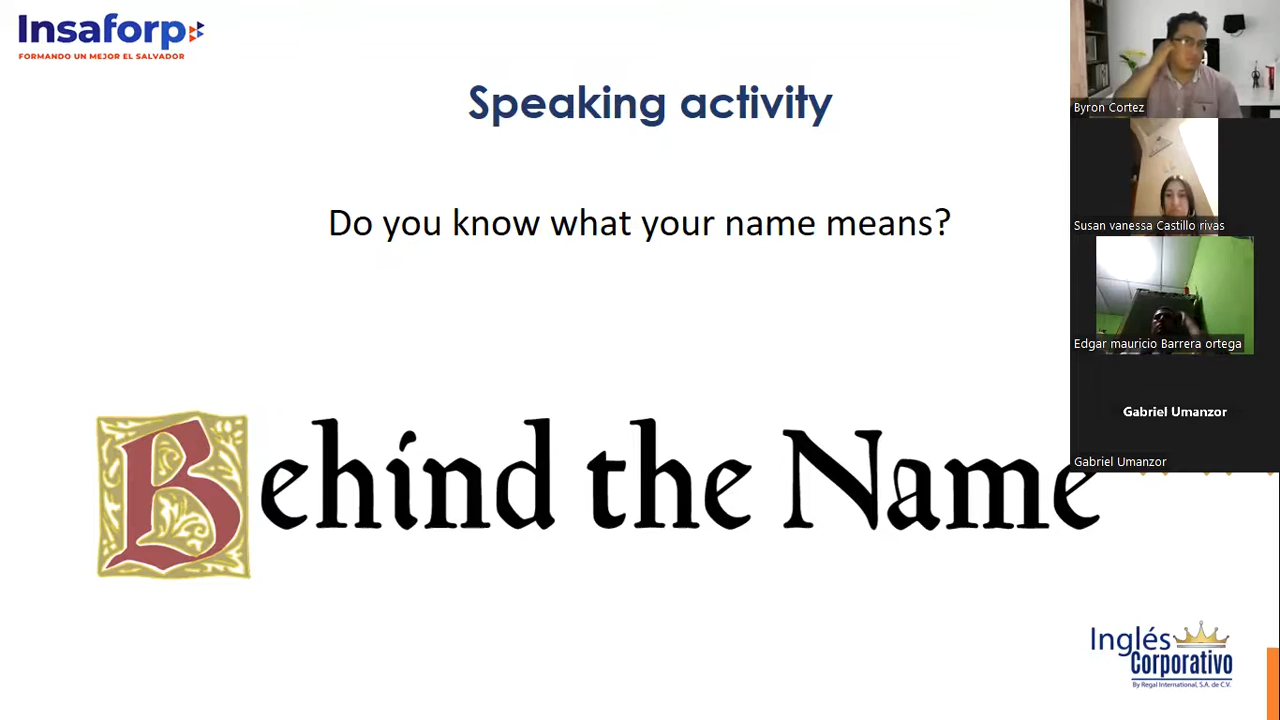 Insaforp
FORMANDO UN MEJOR EL SALVADOR
Speaking activity
Do you know what your name means?
Behind the Name
Byron Cortez
Susan vanessa Castillo rivas
Edgar mauricio Barrera ortega
Gabriel Umanzor
Gabriel Umanzor
Inglés
Corporativo
By Regal International, S.A. de C.V.